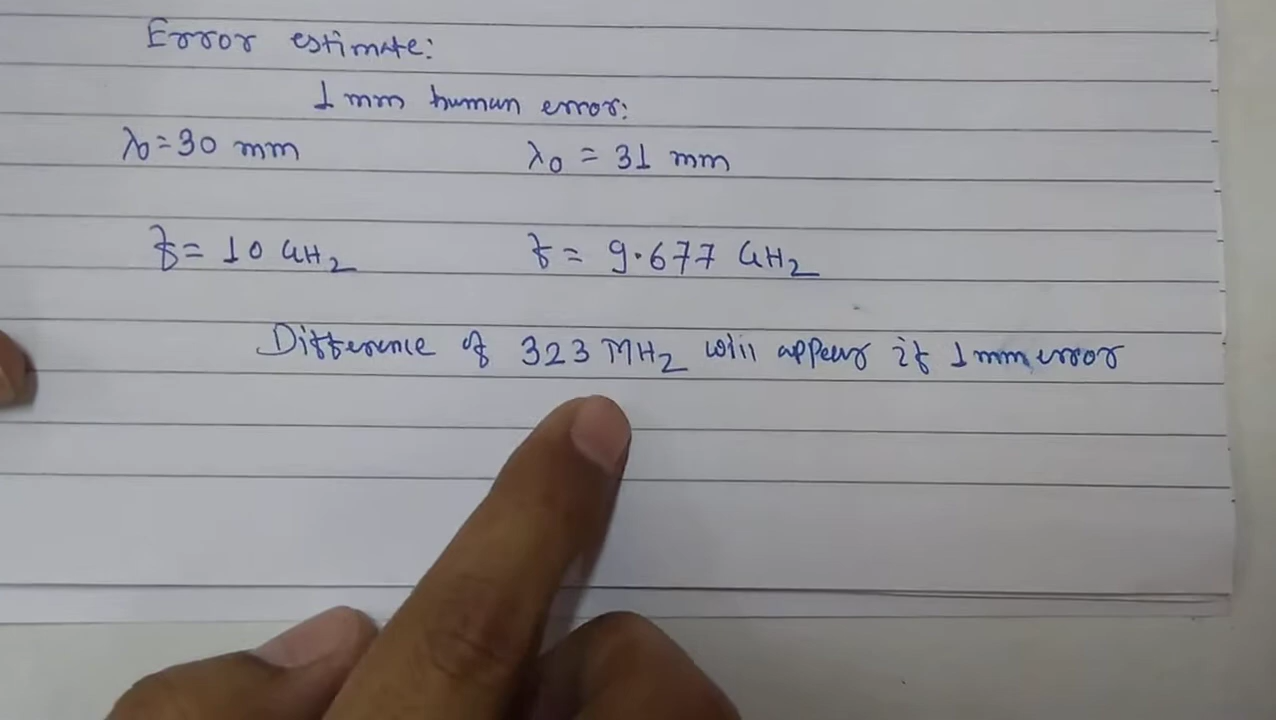 Error estimate:
1 mm human error:
λ0 = 30 mm λ0 = 31 mm
f = 10 GHz f = 9.677 GHz
Difference of 323 MHz will appear if 1 mm error